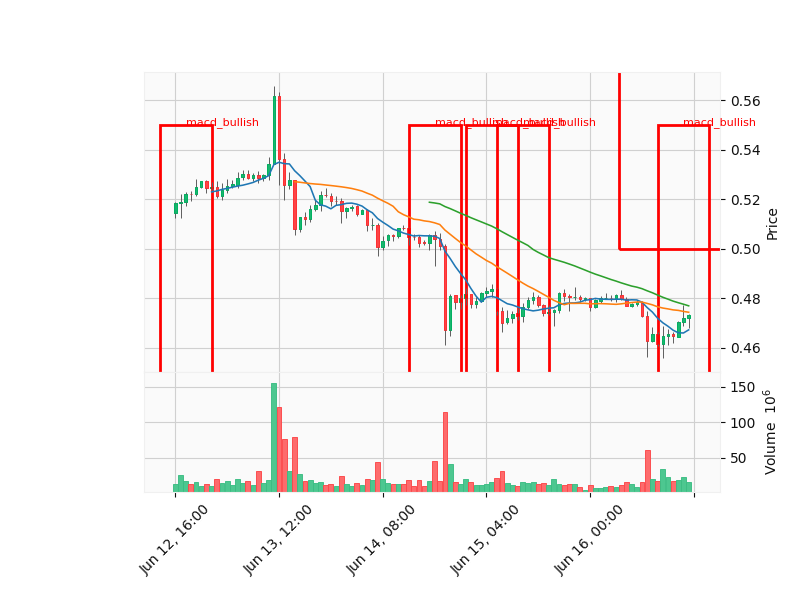 0.56
macd_bullish macd_bullish macd_bullish macd_bullish macd_bullish
0.54
0.52
0.50
0.48
0.46
Price
150
100
50
Volume 10^6
Jun 12, 16:00
Jun 13, 12:00
Jun 14, 08:00
Jun 15, 04:00
Jun 16, 00:00